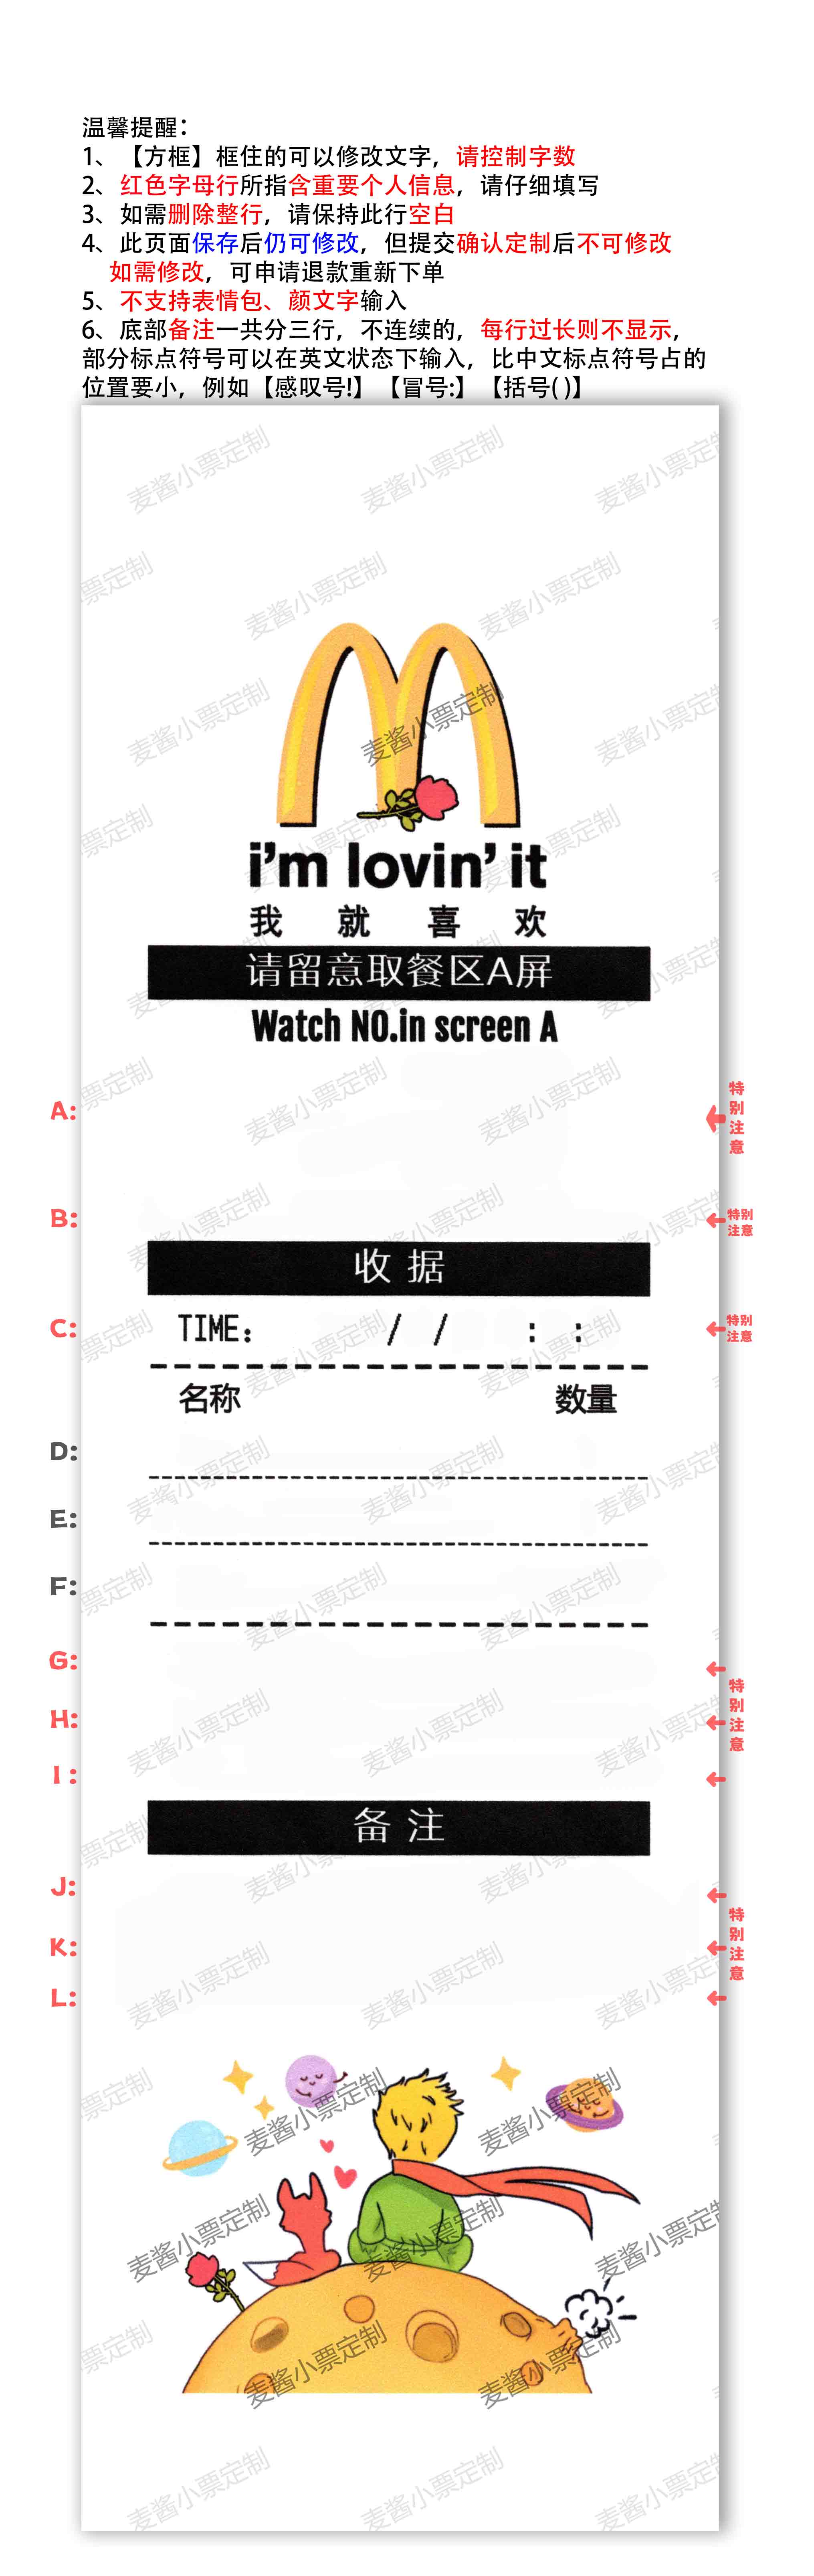 温馨提醒：
1、【方框】框住的可以修改文字，请控制字数
2、红色字母行所指含重要个人信息，请仔细填写
3、如需删除整行，请保持此行空白
4、此页面保存后仍可修改，但提交确认定制后不可修改
如需修改，可申请退款重新下单
5、不支持表情包、颜文字输入
6、底部备注一共分三行，不连续的，每行过长则不显示，
部分标点符号可以在英文状态下输入，比中文标点符号占的
位置要小，例如【感叹号!】【冒号:】【括号( )】
麦酱小票定制
i'm lovin' it
我就喜欢
请留意取餐区A屏
Watch NO.in screen A
A: 特别注意
B: 特别注意
收据
C: TIME: / / : : 特别注意
名称 数量
D:
E:
F:
G:
H: 特别注意
I:
备注
J:
K: 特别注意
L: